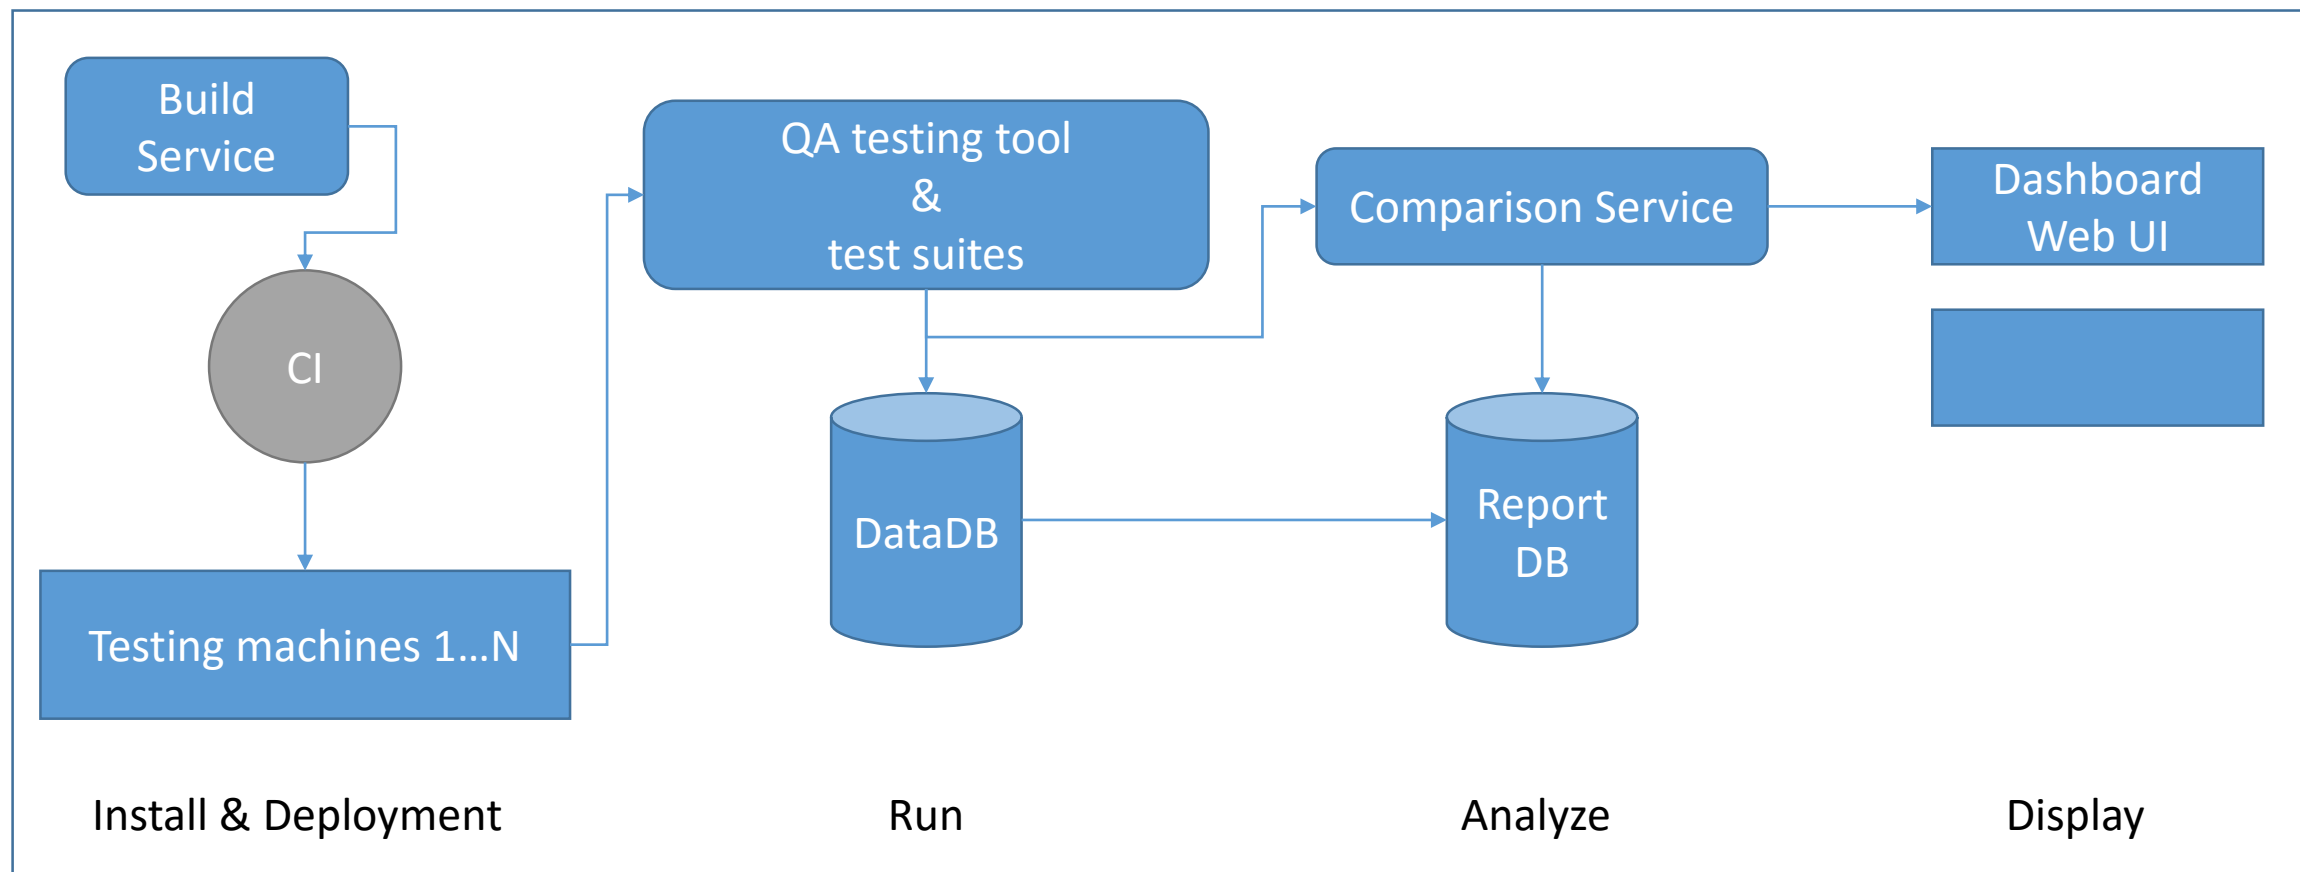 Build
Service
CI
Testing machines 1...N
QA testing tool
&
test suites
DataDB
Comparison Service
Report
DB
Dashboard
Web UI
Install & Deployment
Run
Analyze
Display